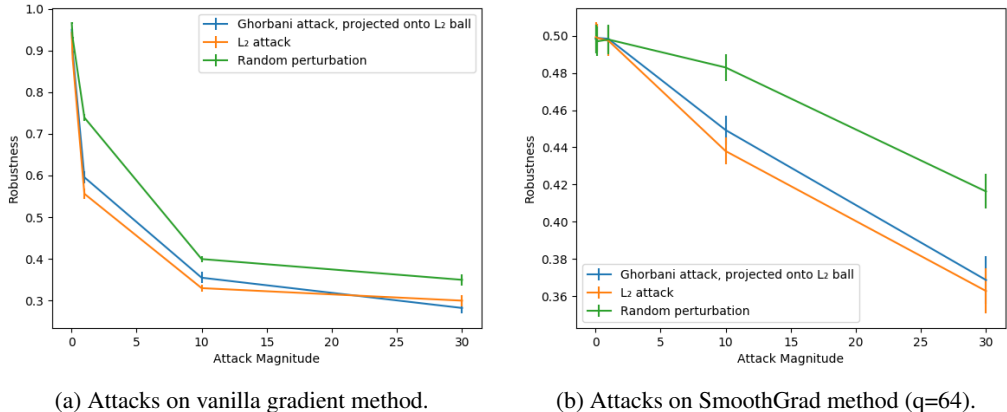 1.0
0.9
0.8
0.7
0.6
0.5
0.4
0.3
Robustness
0
5
10
15
20
25
30
Attack Magnitude
Ghorbani attack, projected onto L₂ ball
L₂ attack
Random perturbation
(a) Attacks on vanilla gradient method.
0.50
0.48
0.46
0.44
0.42
0.40
0.38
0.36
Robustness
0
5
10
15
20
25
30
Attack Magnitude
Ghorbani attack, projected onto L₂ ball
L₂ attack
Random perturbation
(b) Attacks on SmoothGrad method (q=64).